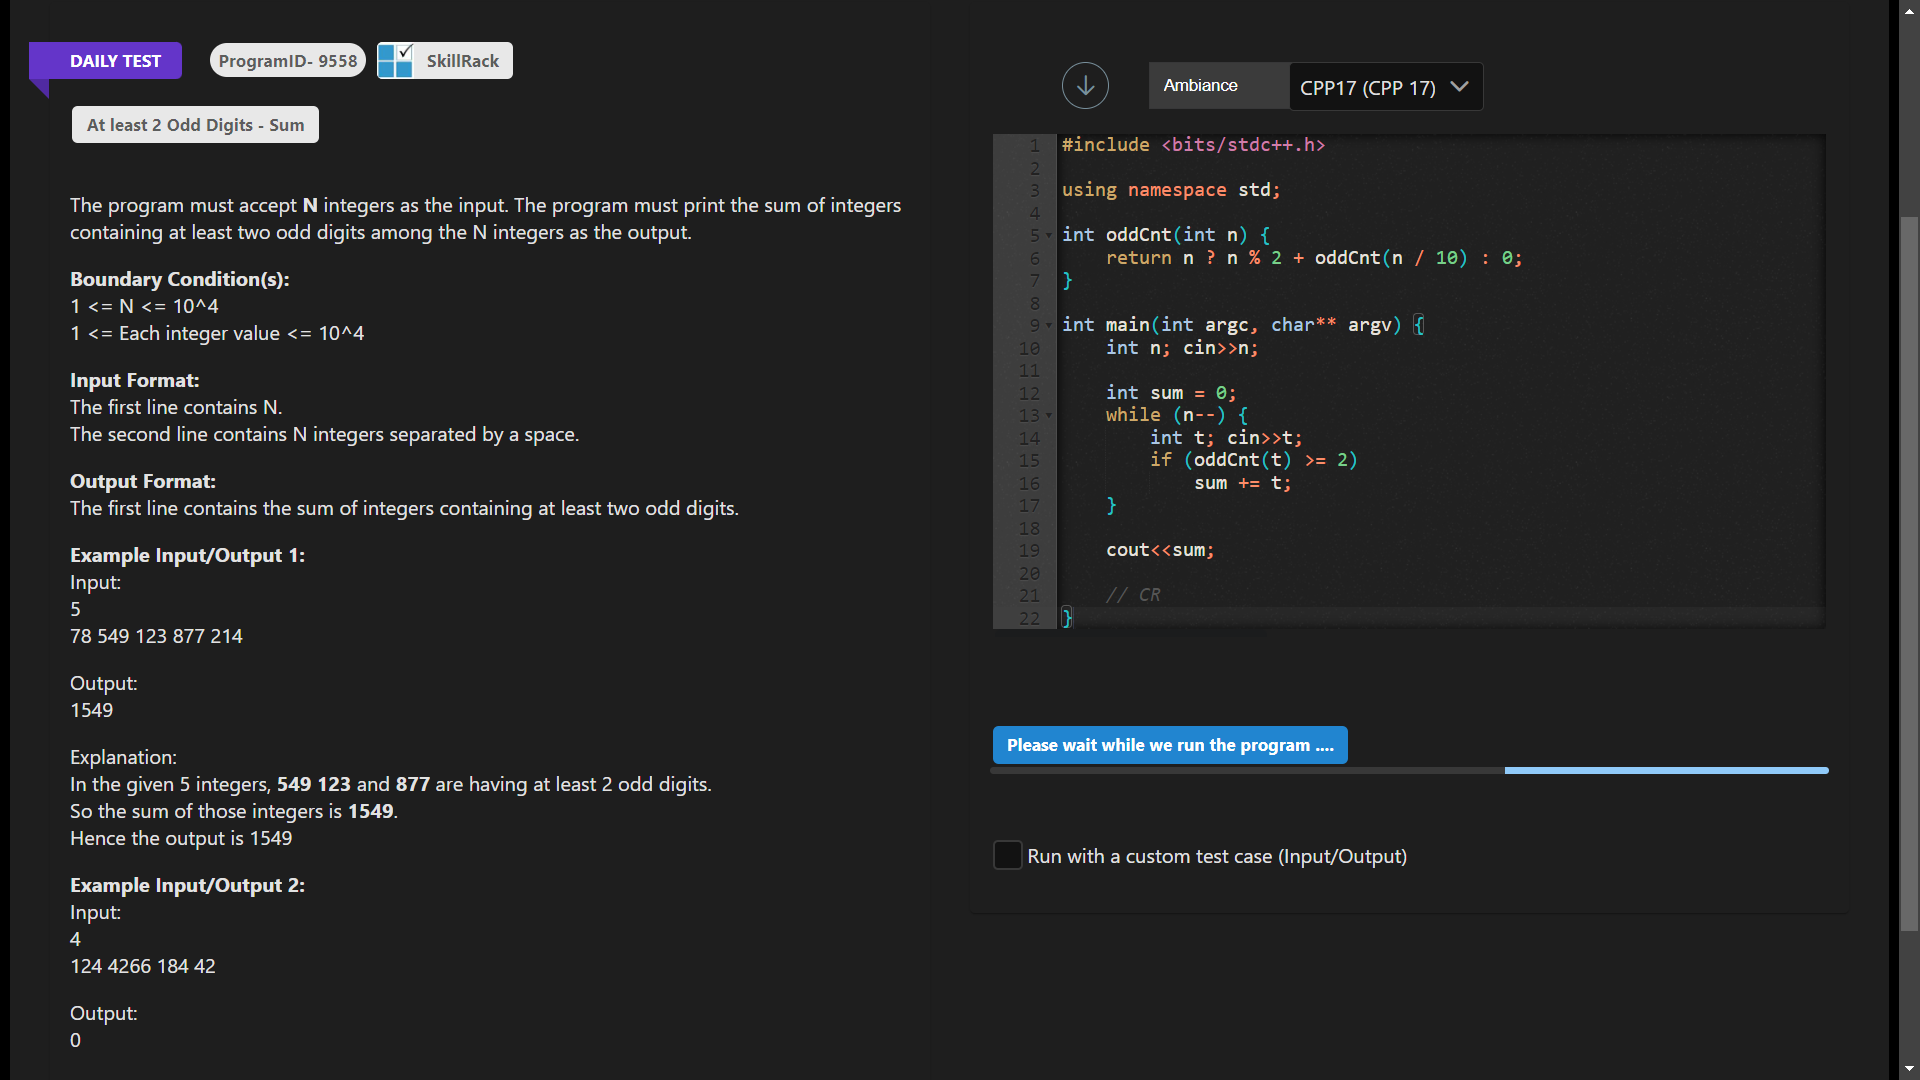 DAILY TEST
ProgramID- 9558
SkillRack
At least 2 Odd Digits - Sum
The program must accept N integers as the input. The program must print the sum of integers
containing at least two odd digits among the N integers as the output.
Boundary Condition(s):
1 <= N <= 10^4
1 <= Each integer value <= 10^4
Input Format:
The first line contains N.
The second line contains N integers separated by a space.
Output Format:
The first line contains the sum of integers containing at least two odd digits.
Example Input/Output 1:
Input:
5
78 549 123 877 214
Output:
1549
Explanation:
In the given 5 integers, 549 123 and 877 are having at least 2 odd digits.
So the sum of those integers is 1549.
Hence the output is 1549
Example Input/Output 2:
Input:
4
124 4266 184 42
Output:
0
Ambiance
CPP17 (CPP 17)
1 #include <bits/stdc++.h>
2
3 using namespace std;
4
5 int oddCnt(int n) {
6     return n ? n % 2 + oddCnt(n / 10) : 0;
7 }
8
9 int main(int argc, char** argv) {
10     int n; cin>>n;
11
12     int sum = 0;
13     while (n--) {
14         int t; cin>>t;
15         if (oddCnt(t) >= 2)
16             sum += t;
17     }
18
19     cout<<sum;
20
21     // CR
22 }
Please wait while we run the program ....
Run with a custom test case (Input/Output)